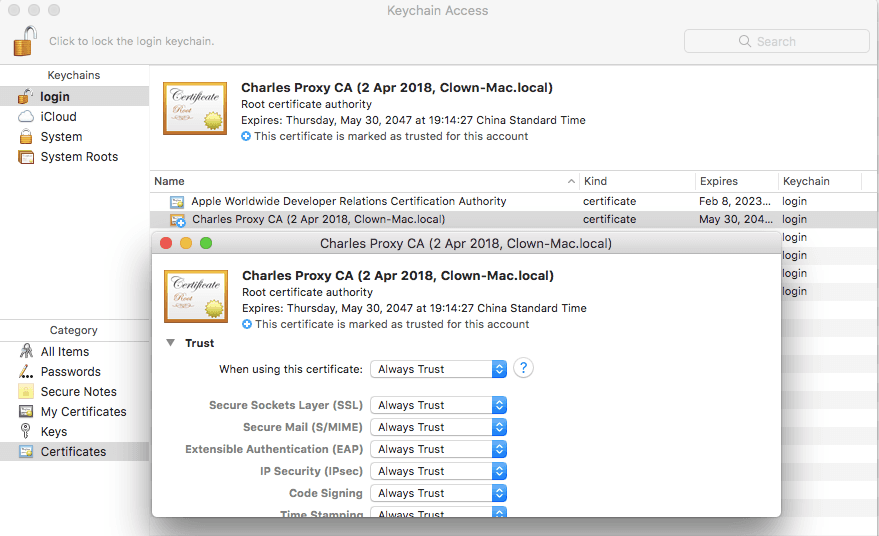 Keychain Access
Click to lock the login keychain.
Search
Keychains
login
iCloud
System
System Roots
Certificate
Root
Charles Proxy CA (2 Apr 2018, Clown-Mac.local)
Root certificate authority
Expires: Thursday, May 30, 2047 at 19:14:27 China Standard Time
This certificate is marked as trusted for this account
Name Kind Expires Keychain
Apple Worldwide Developer Relations Certification Authority certificate Feb 8, 2023... login
Charles Proxy CA (2 Apr 2018, Clown-Mac.local) certificate May 30, 204... login
login
login
login
login
Charles Proxy CA (2 Apr 2018, Clown-Mac.local)
Certificate
Root
Charles Proxy CA (2 Apr 2018, Clown-Mac.local)
Root certificate authority
Expires: Thursday, May 30, 2047 at 19:14:27 China Standard Time
This certificate is marked as trusted for this account
Trust
When using this certificate: Always Trust ?
Secure Sockets Layer (SSL) Always Trust
Secure Mail (S/MIME) Always Trust
Extensible Authentication (EAP) Always Trust
IP Security (IPsec) Always Trust
Code Signing Always Trust
Time Stamping Always Trust
Category
All Items
Passwords
Secure Notes
My Certificates
Keys
Certificates